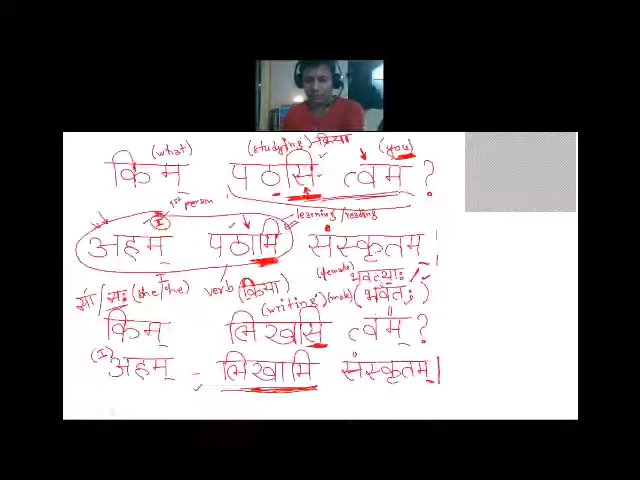 (what) (studying) - क्रिया (you)
किम् पठसि त्वम ?
1st person I learning/reading
अहम् पठामि संस्कृतम ।
I verb (क्रिया) (female) भवत्याः
सा / सः (she/he) (writing) (male) (भवतः)
किम् लिखसि त्वम् ?
(I) अहम् - लिखामि संस्कृतम् ।